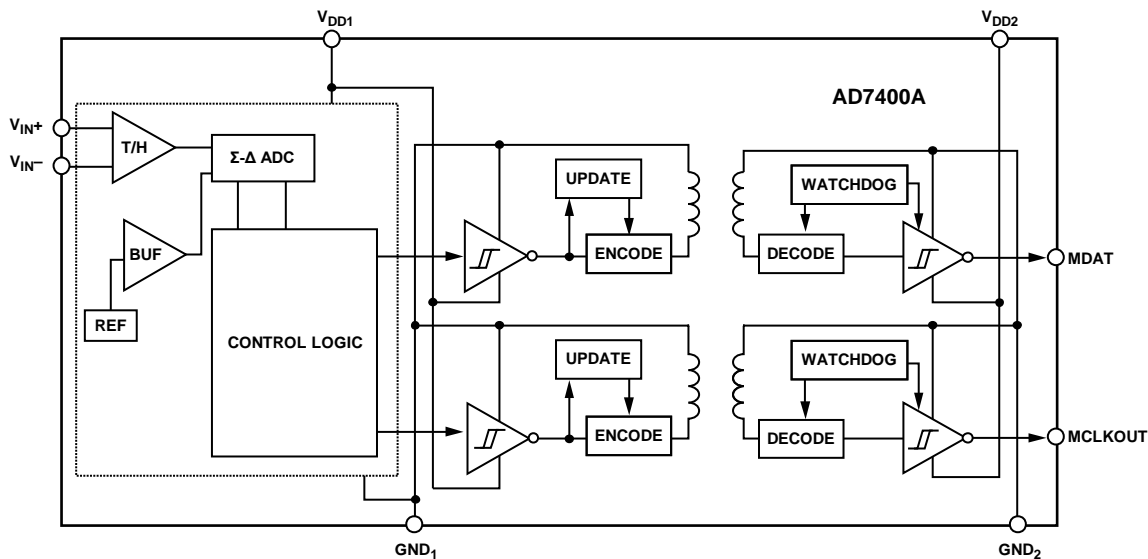 VDD1
VDD2
AD7400A
VIN+
VIN–
T/H
Σ-Δ ADC
UPDATE
WATCHDOG
BUF
ENCODE
DECODE
MDAT
REF
CONTROL LOGIC
UPDATE
WATCHDOG
ENCODE
DECODE
MCLKOUT
GND1
GND2